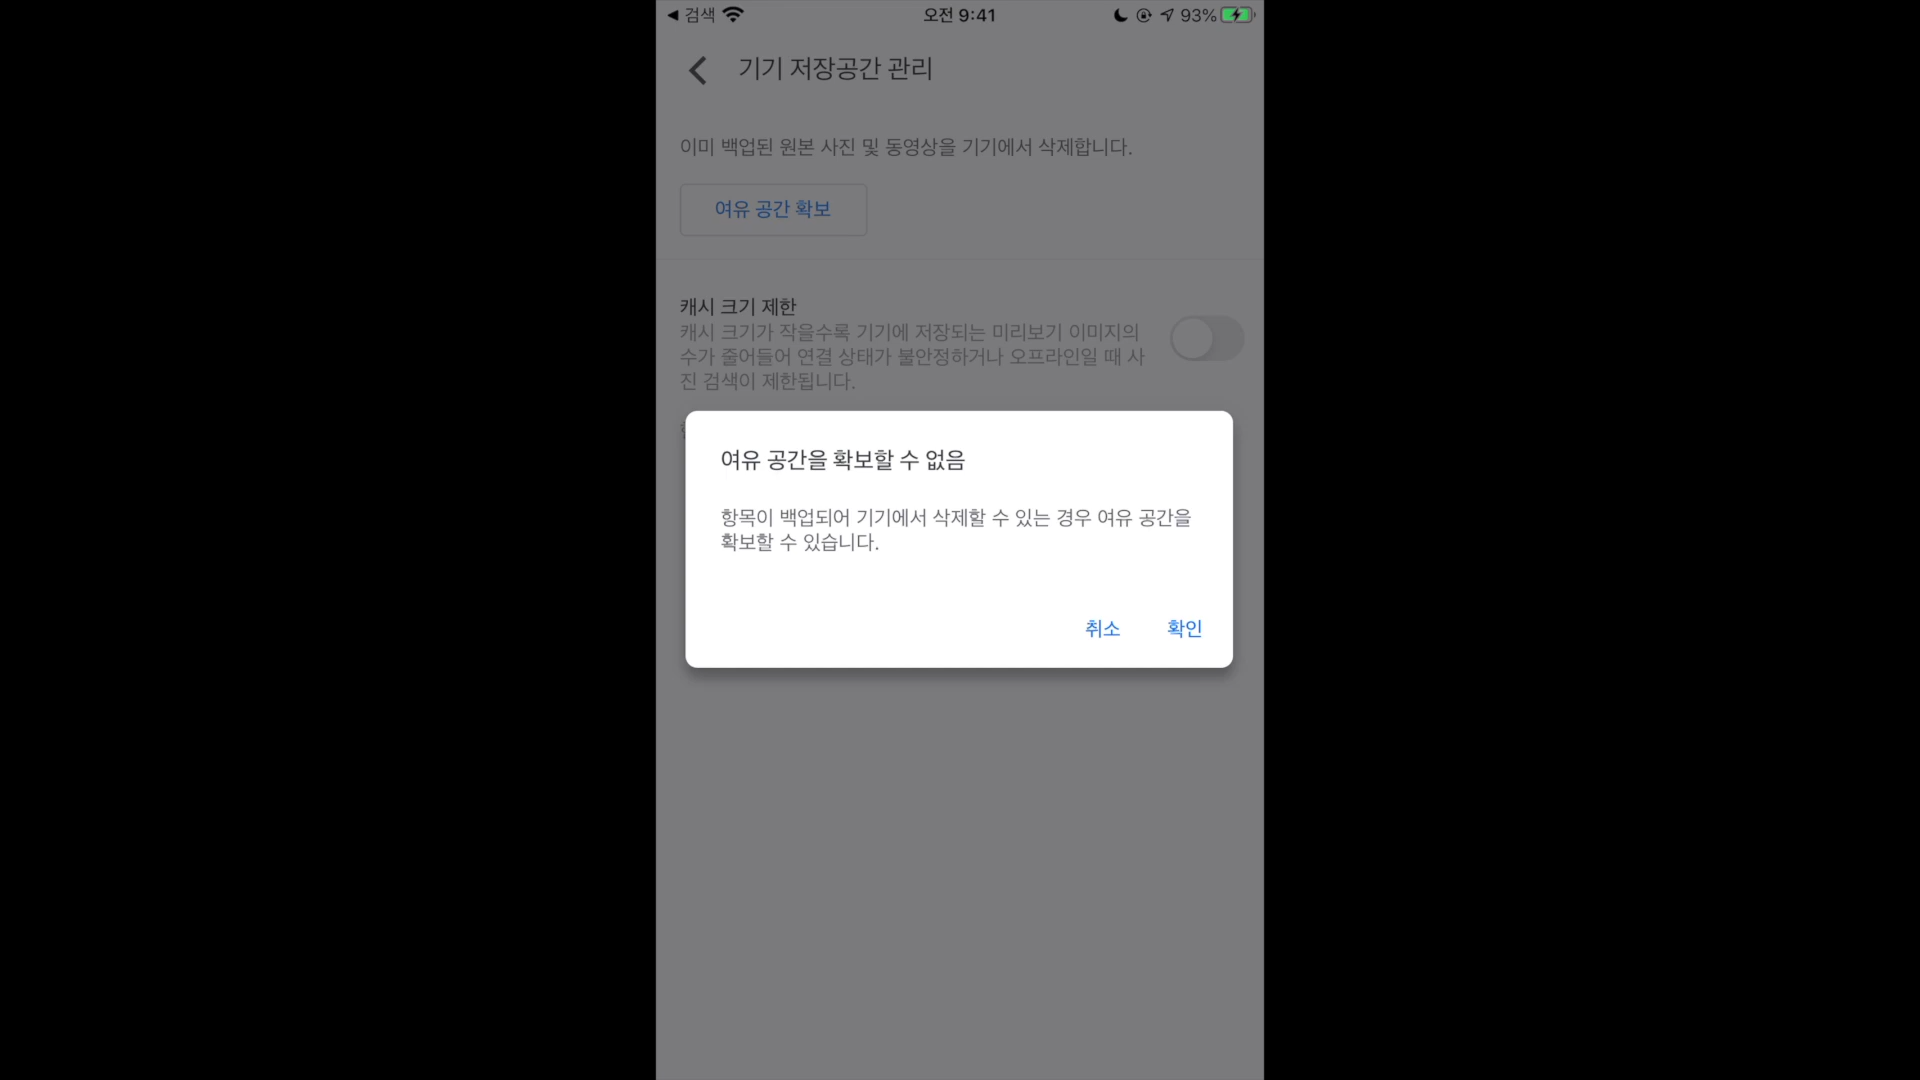 ◀ 검색
오전 9:41
93%
기기 저장공간 관리
이미 백업된 원본 사진 및 동영상을 기기에서 삭제합니다.
여유 공간 확보
캐시 크기 제한
캐시 크기가 작을수록 기기에 저장되는 미리보기 이미지의
수가 줄어들어 연결 상태가 불안정하거나 오프라인일 때 사
진 검색이 제한됩니다.
여유 공간을 확보할 수 없음
항목이 백업되어 기기에서 삭제할 수 있는 경우 여유 공간을
확보할 수 있습니다.
취소
확인